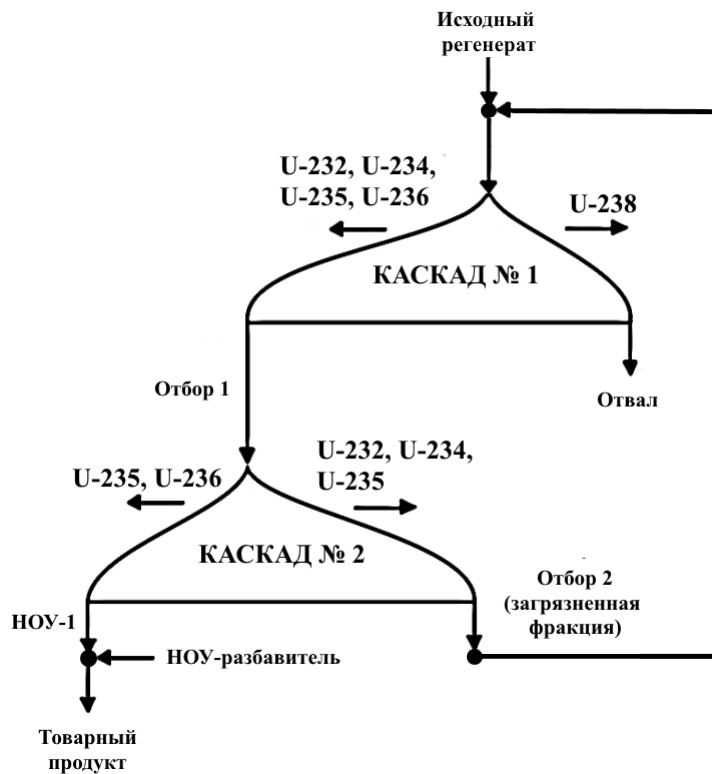 Исходный
регенерат
U-232, U-234,
U-235, U-236
U-238
КАСКАД № 1
Отбор 1
Отвал
U-235, U-236
U-232, U-234,
U-235
КАСКАД № 2
Отбор 2
(загрязненная
фракция)
НОУ-1
НОУ-разбавитель
Товарный
продукт